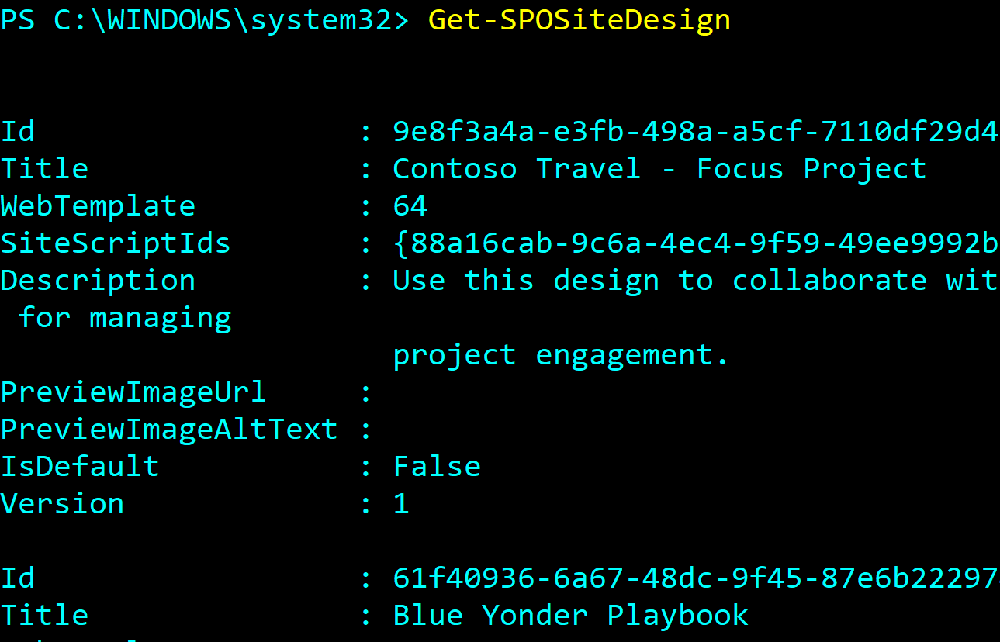 PS C:\WINDOWS\system32> Get-SPOSiteDesign
Id : 9e8f3a4a-e3fb-498a-a5cf-7110df29d4
Title : Contoso Travel - Focus Project
WebTemplate : 64
SiteScriptIds : {88a16cab-9c6a-4ec4-9f59-49ee9992b
Description : Use this design to collaborate wit
for managing
project engagement.
PreviewImageUrl :
PreviewImageAltText :
IsDefault : False
Version : 1
Id : 61f40936-6a67-48dc-9f45-87e6b22297
Title : Blue Yonder Playbook